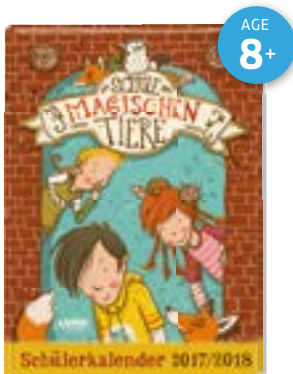 AGE
8+
SCHULE
MAGISCHEN
TIERE
Schülerkalender 2017/2018